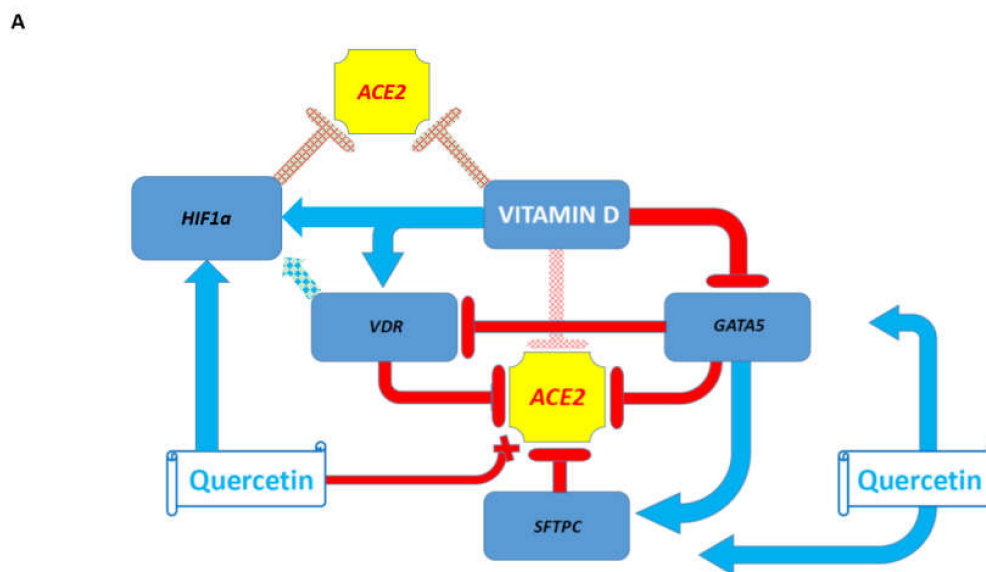 A
ACE2
HIF1a
VITAMIN D
VDR
GATA5
ACE2
Quercetin
Quercetin
SFTPC